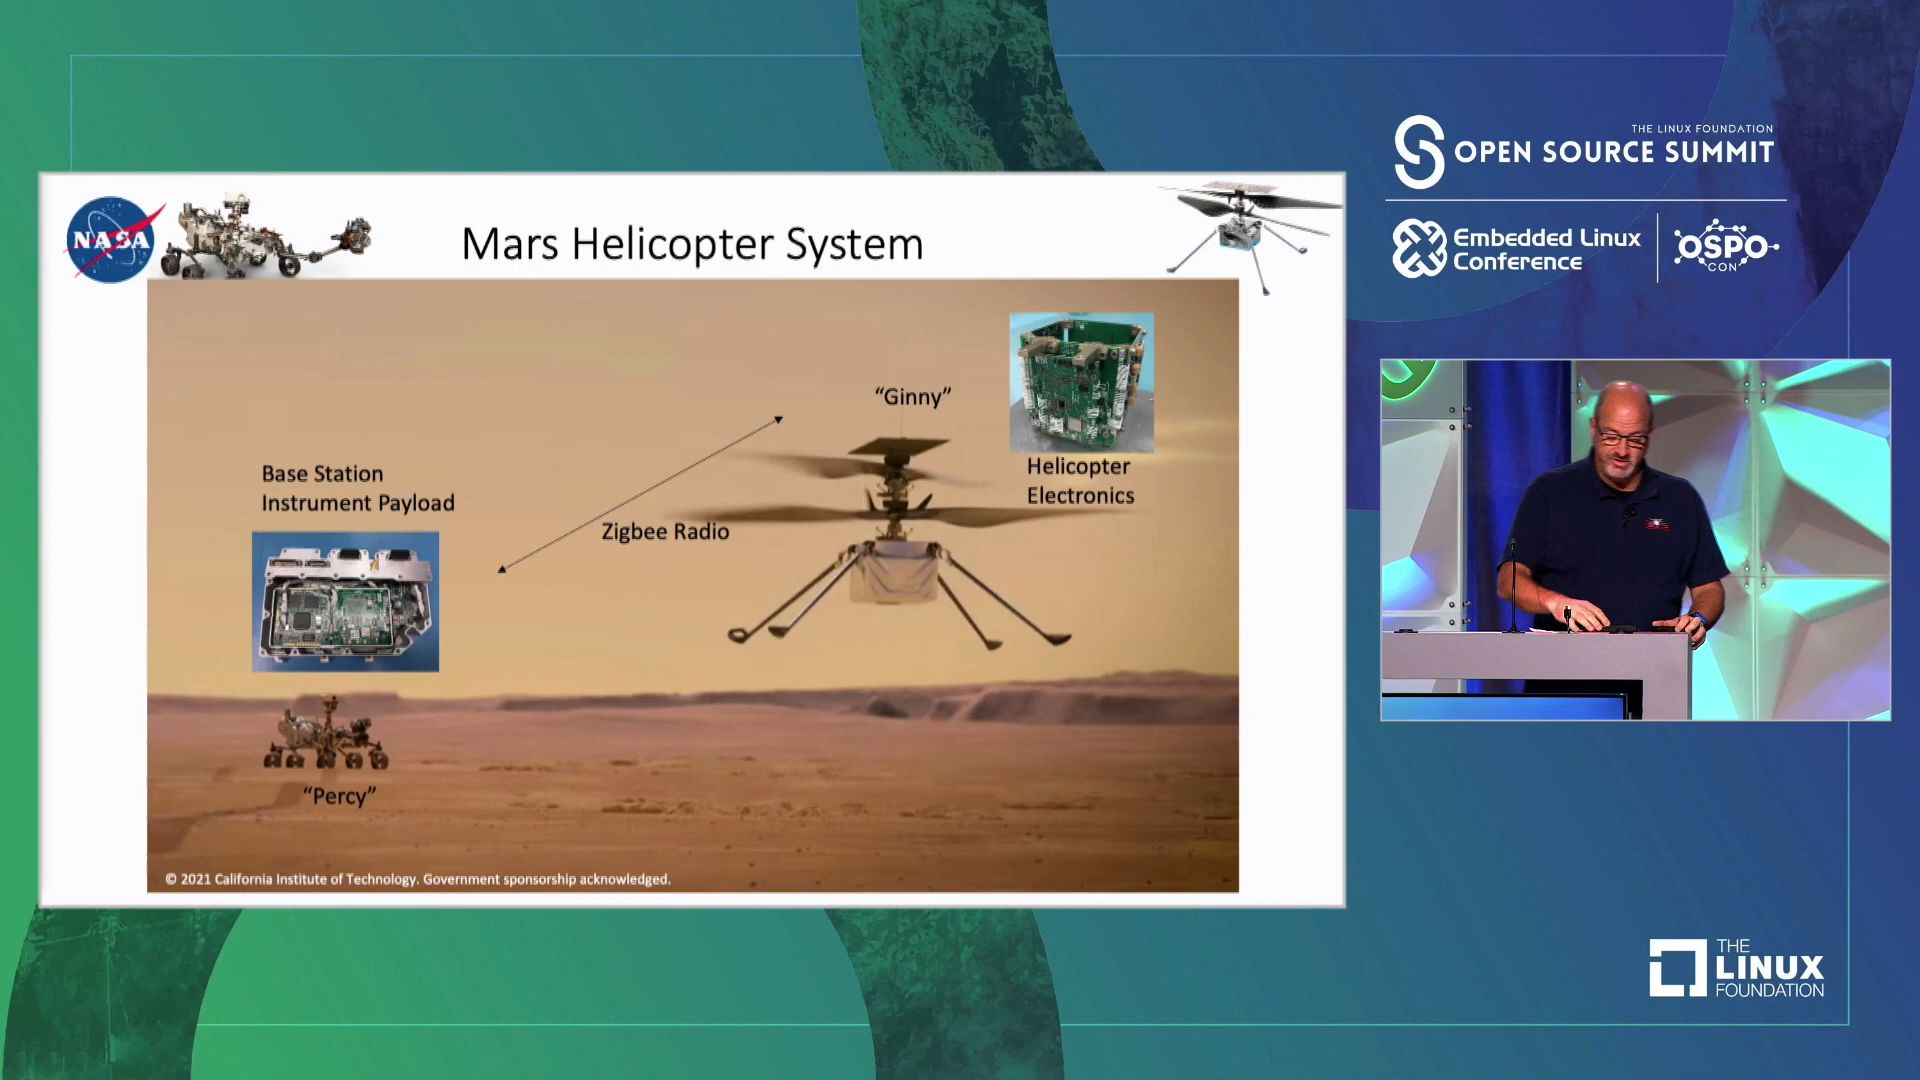 THE LINUX FOUNDATION
OPEN SOURCE SUMMIT
Embedded Linux
Conference
OSPO
CON
NASA
Mars Helicopter System
“Ginny”
Helicopter
Electronics
Base Station
Instrument Payload
Zigbee Radio
“Percy”
© 2021 California Institute of Technology. Government sponsorship acknowledged.
THE
LINUX
FOUNDATION